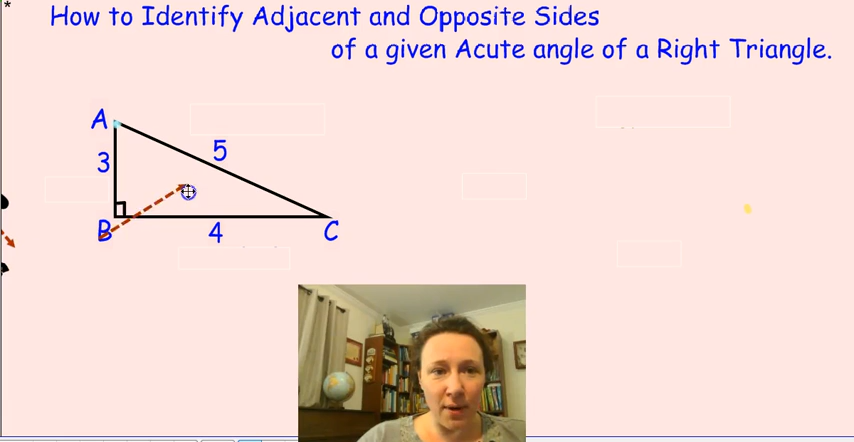 *
How to Identify Adjacent and Opposite Sides
of a given Acute angle of a Right Triangle.
A
3
5
B
4
C